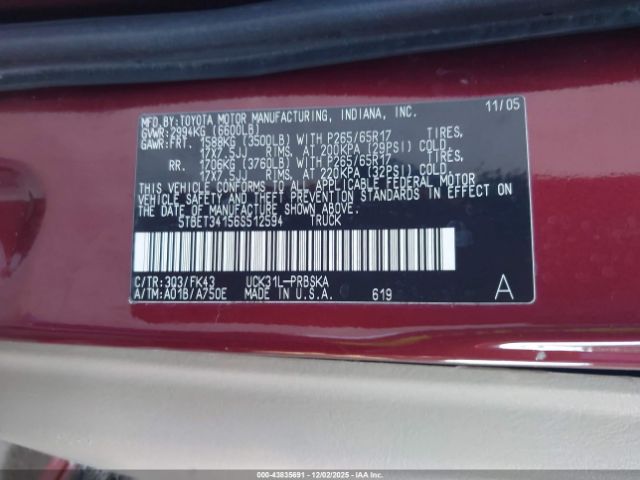 MFD.BY:TOYOTA MOTOR MANUFACTURING, INDIANA, INC. 11/05
GVWR:2994KG (6600LB)
GAWR:FRT. 1588KG (3500LB) WITH P265/65R17 TIRES,
17X7.5JJ RIMS, AT 200KPA (29PSI) COLD.
RR. 1706KG (3760LB) WITH P265/65R17 TIRES,
17X7.5JJ RIMS, AT 220KPA (32PSI) COLD.
THIS VEHICLE CONFORMS TO ALL APPLICABLE FEDERAL MOTOR
VEHICLE SAFETY AND THEFT PREVENTION STANDARDS IN EFFECT
ON THE DATE OF MANUFACTURE SHOWN ABOVE.
5TBET34156S512594 TRUCK
C/TR:3Q3/FK43 UCK31L-PRBSKA
A/TM:A01B/A750E MADE IN U.S.A. 619 A
000-43835691 - 12/02/2025 - IAAI.CA